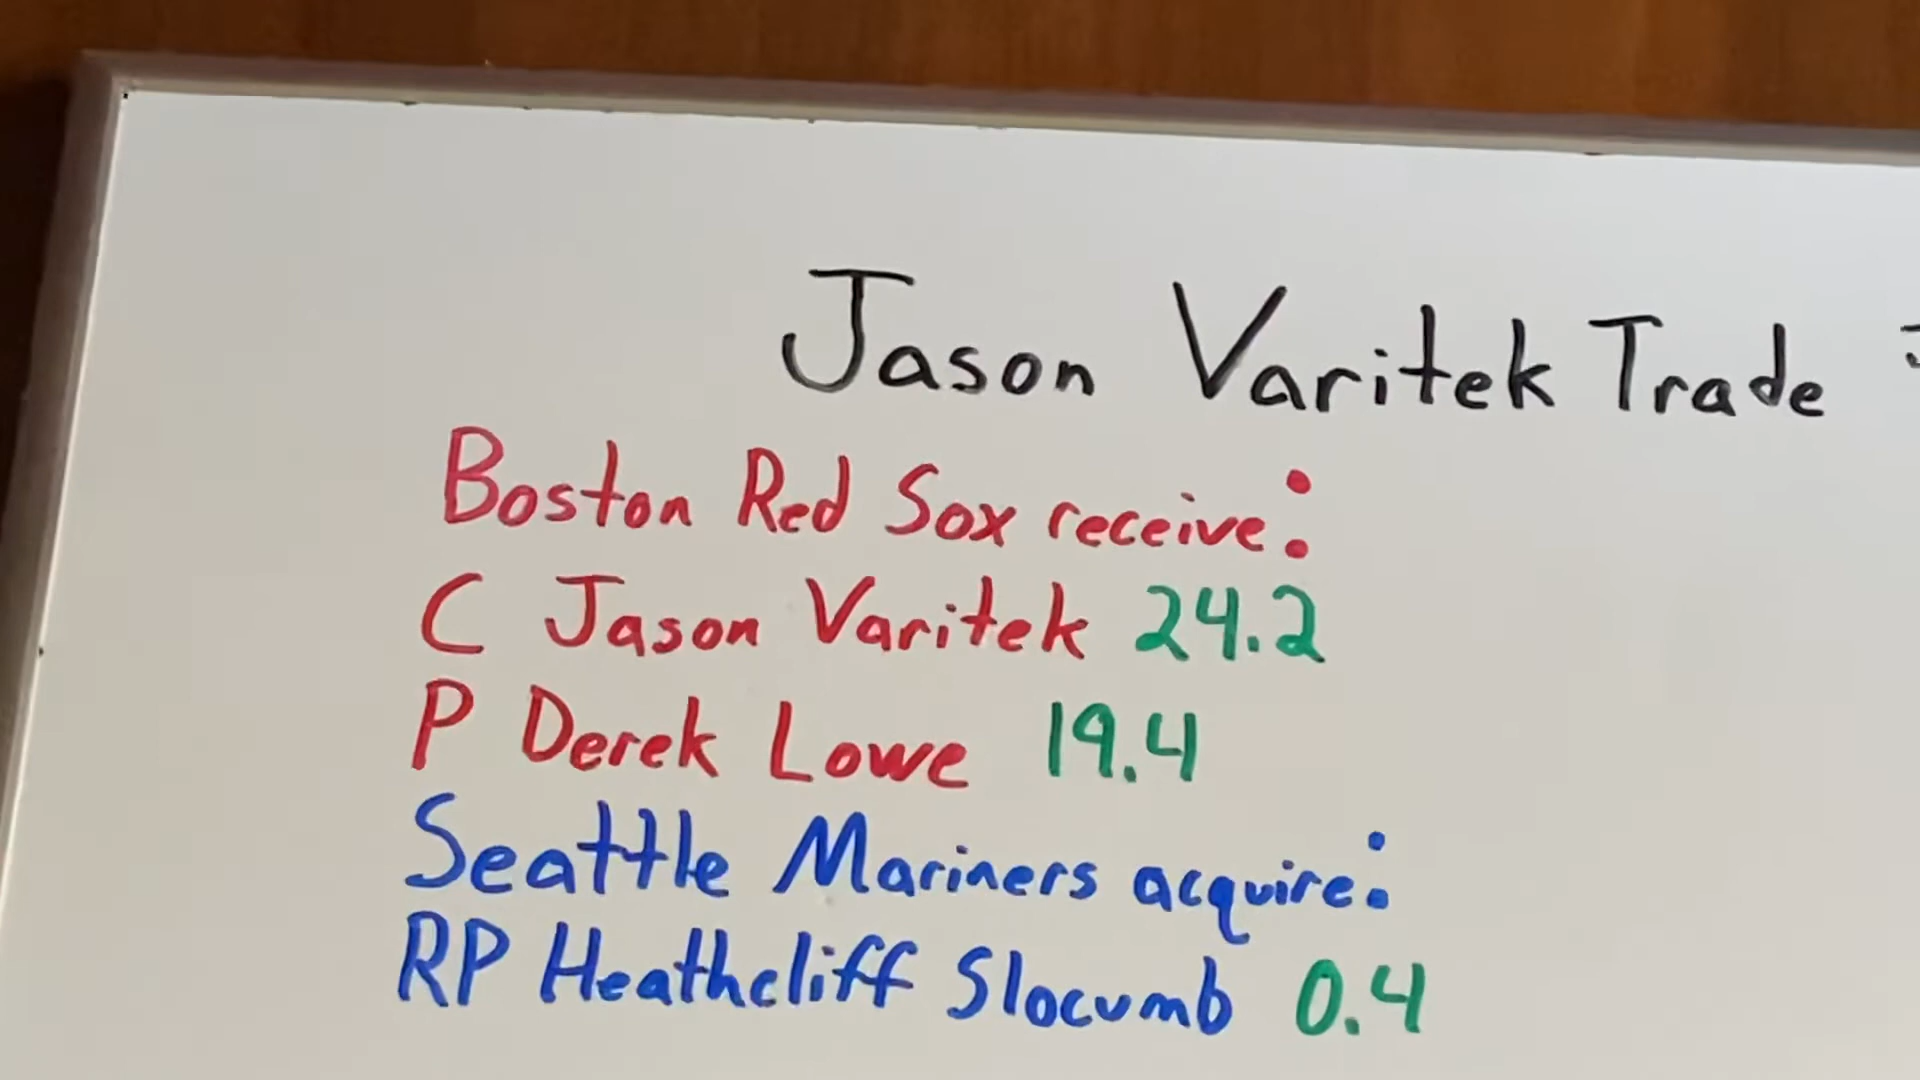 Jason Varitek Trade
Boston Red Sox receive:
C Jason Varitek 24.2
P Derek Lowe 19.4
Seattle Mariners acquire:
RP Heathcliff Slocumb 0.4